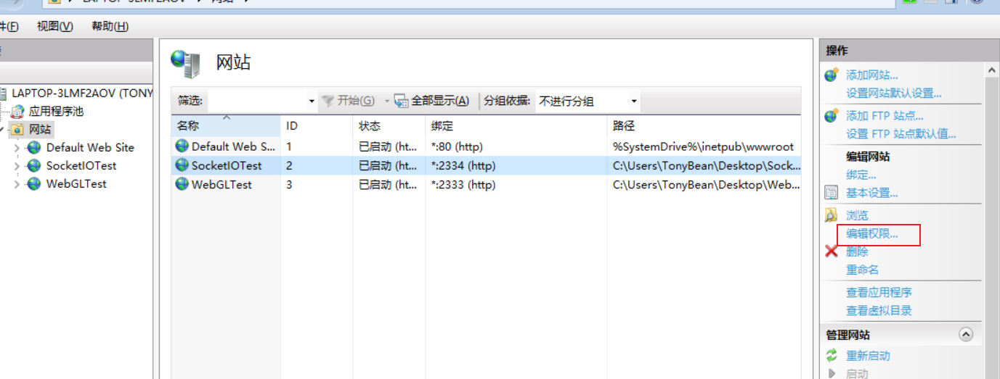 LAPTOP-3LMF2AOV 网站
件(F) 视图(V) 帮助(H)
LAPTOP-3LMF2AOV (TONY
应用程序池
网站
Default Web Site
SocketIOTest
WebGLTest
网站
筛选: 开始(G) 全部显示(A) 分组依据: 不进行分组
名称 ID 状态 绑定 路径
Default Web S... 1 已启动 (ht... *:80 (http) %SystemDrive%\inetpub\wwwroot
SocketIOTest 2 已启动 (ht... *:2334 (http) C:\Users\TonyBean\Desktop\Sock...
WebGLTest 3 已启动 (ht... *:2333 (http) C:\Users\TonyBean\Desktop\Web...
操作
添加网站...
设置网站默认设置...
添加 FTP 站点...
设置 FTP 站点默认值...
编辑网站
绑定...
基本设置...
浏览
编辑权限...
删除
重命名
查看应用程序
查看虚拟目录
管理网站
重新启动
启动